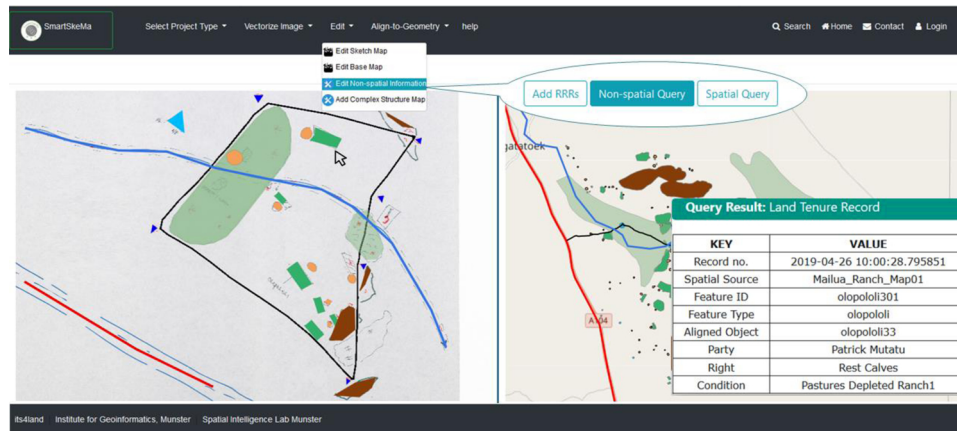 SmartSkeMa
Select Project Type
Vectorize Image
Edit
Align-to-Geometry
help
Search
Home
Contact
Login
Edit Sketch Map
Edit Base Map
Edit Non-spatial Information
Add Complex Structure Map
Add RRRs
Non-spatial Query
Spatial Query
A104
Query Result: Land Tenure Record
KEY VALUE
Record no. 2019-04-26 10:00:28.795851
Spatial Source Mailua_Ranch_Map01
Feature ID olopololi301
Feature Type olopololi
Aligned Object olopololi33
Party Patrick Mutatu
Right Rest Calves
Condition Pastures Depleted Ranch1
its4land
Institute for Geoinformatics, Munster
Spatial Intelligence Lab Munster